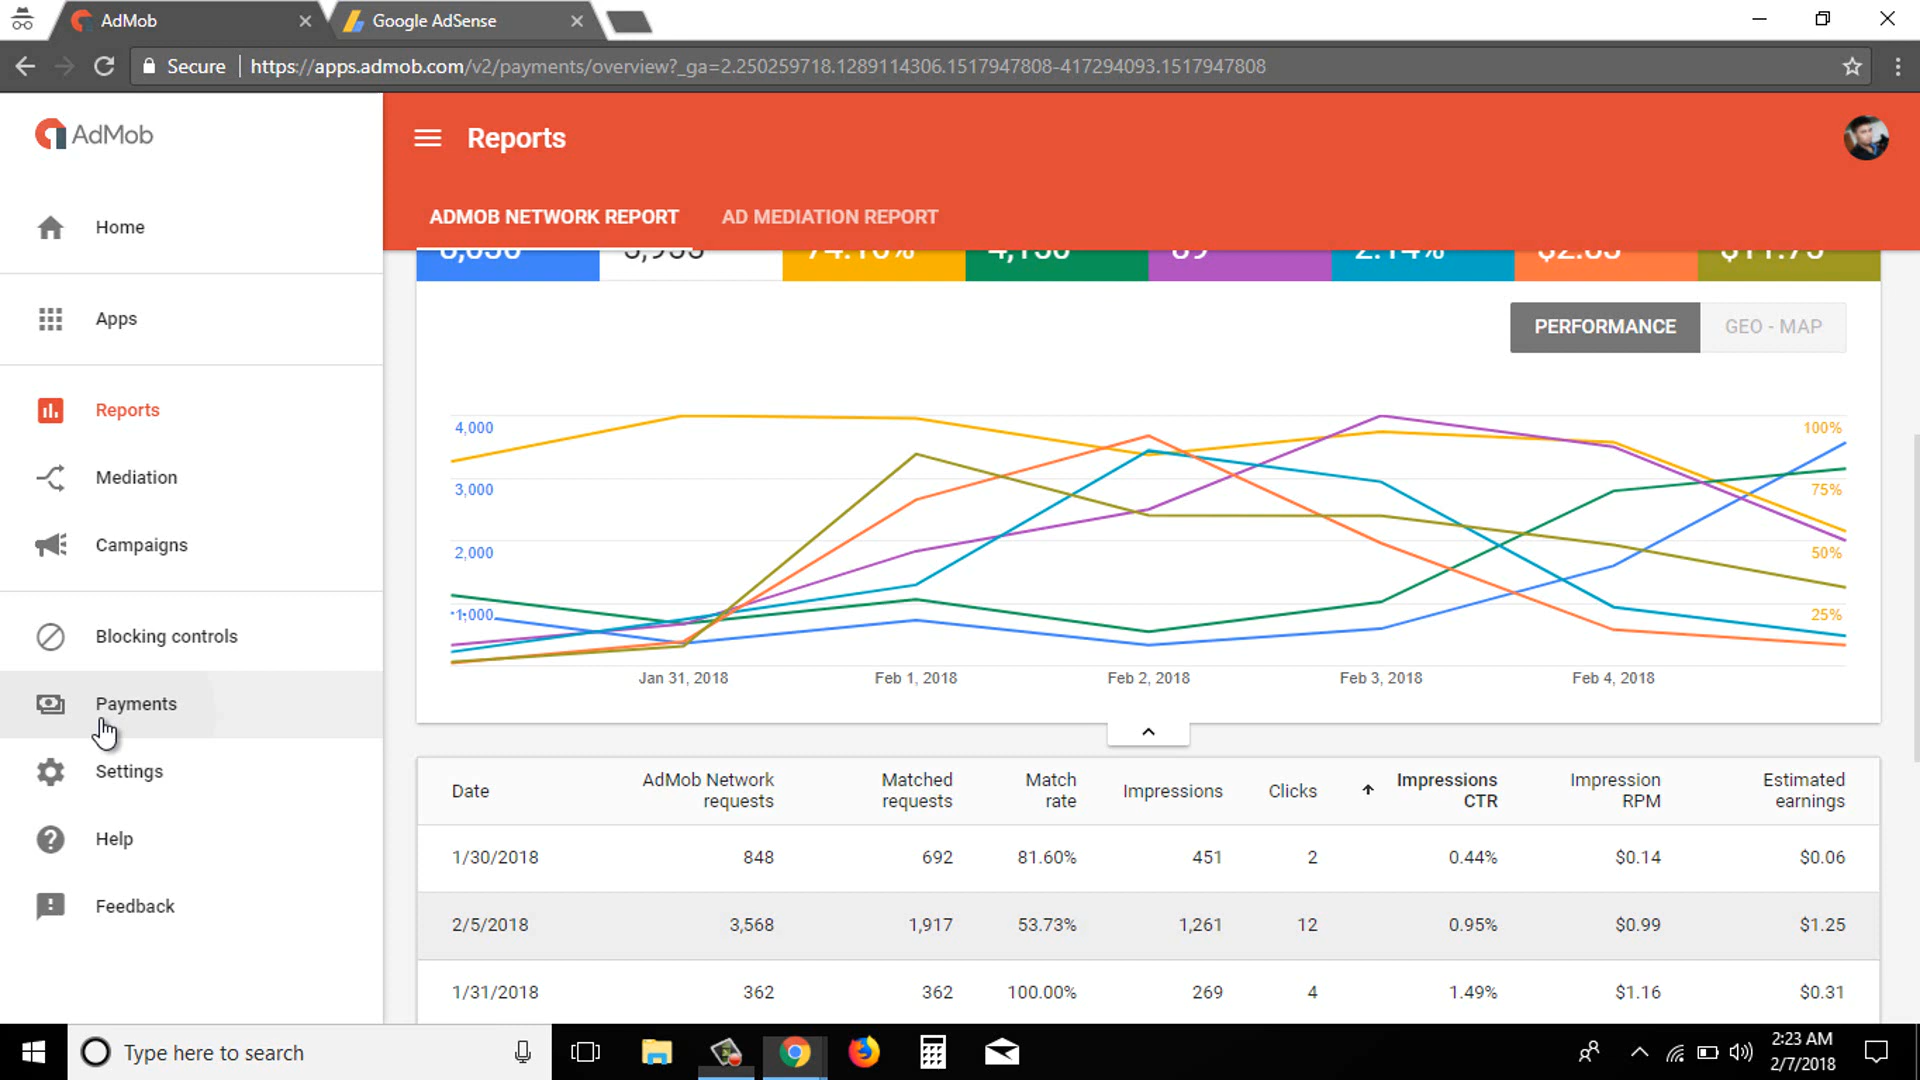 AdMob
Google AdSense
Secure
https://apps.admob.com/v2/payments/overview?_ga=2.250259718.1289114306.1517947808-417294093.1517947808
AdMob
Reports
Home
ADMOB NETWORK REPORT
AD MEDIATION REPORT
74.10%
2.14%
Apps
PERFORMANCE
GEO - MAP
Reports
Mediation
Campaigns
Blocking controls
Payments
Settings
Help
Feedback
4,000
100%
3,000
75%
2,000
50%
1,000
25%
Jan 31, 2018
Feb 1, 2018
Feb 2, 2018
Feb 3, 2018
Feb 4, 2018
Date
AdMob Network
requests
Matched
requests
Match
rate
Impressions
Clicks
Impressions
CTR
Impression
RPM
Estimated
earnings
1/30/2018 848 692 81.60% 451 2 0.44% $0.14 $0.06
2/5/2018 3,568 1,917 53.73% 1,261 12 0.95% $0.99 $1.25
1/31/2018 362 362 100.00% 269 4 1.49% $1.16 $0.31
Type here to search
2:23 AM
2/7/2018